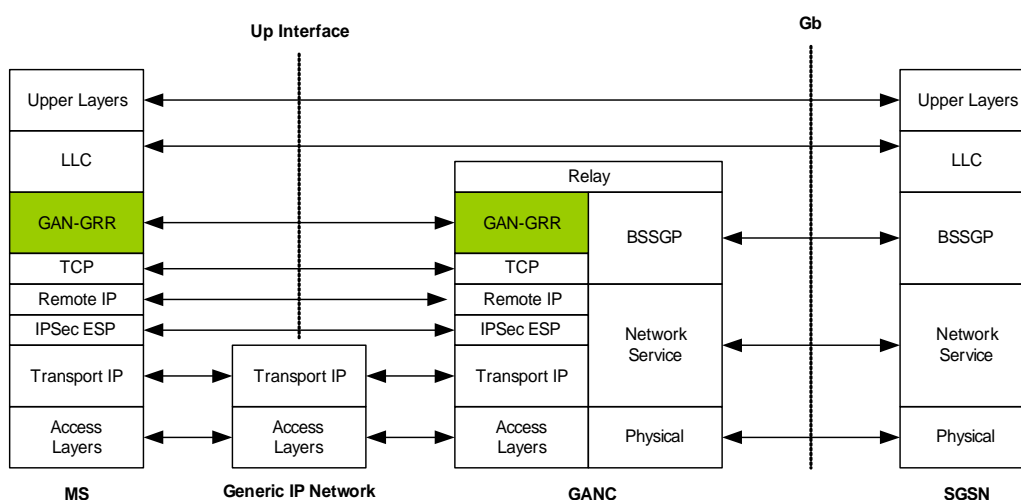 Up Interface
Gb
Upper Layers
Upper Layers
LLC
LLC
Relay
GAN-GRR
GAN-GRR
BSSGP
BSSGP
TCP
TCP
Remote IP
Remote IP
IPSec ESP
IPSec ESP
Network
Service
Network
Service
Transport IP
Transport IP
Transport IP
Access
Layers
Access
Layers
Access
Layers
Physical
Physical
MS
Generic IP Network
GANC
SGSN